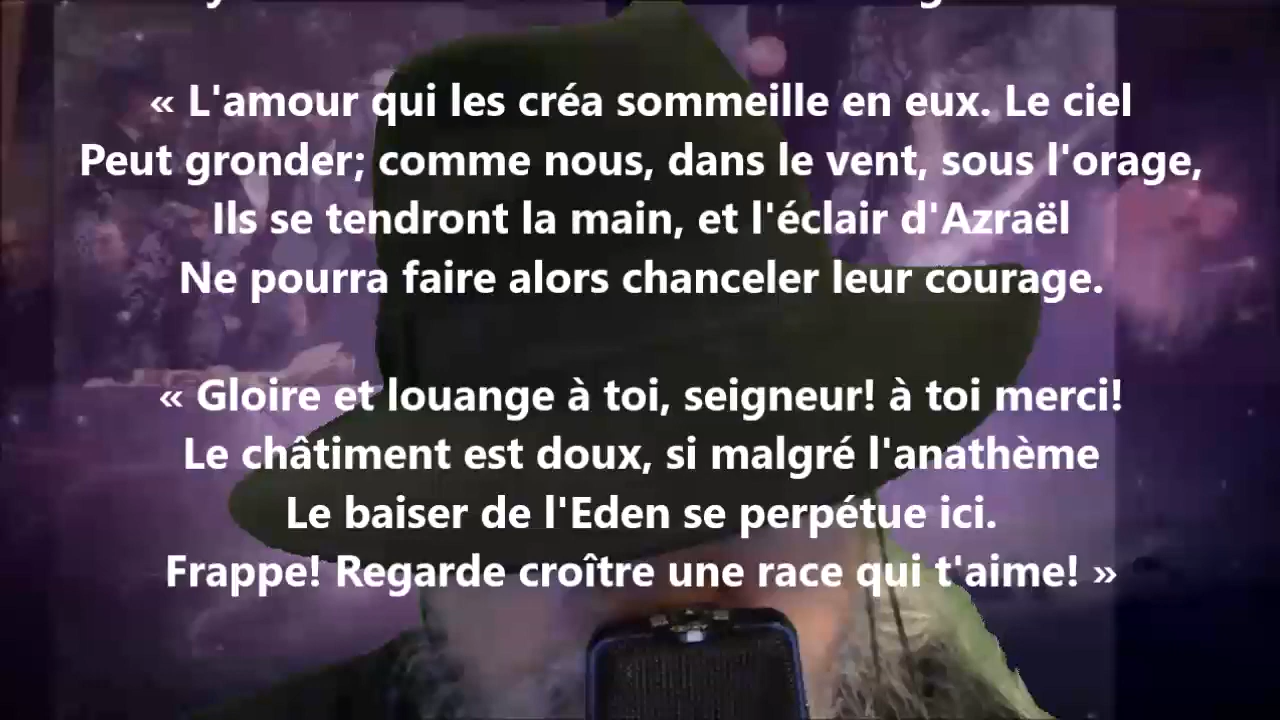 « L'amour qui les créa sommeille en eux. Le ciel
Peut gronder; comme nous, dans le vent, sous l'orage,
Ils se tendront la main, et l'éclair d'Azraël
Ne pourra faire alors chanceler leur courage.
« Gloire et louange à toi, seigneur! à toi merci!
Le châtiment est doux, si malgré l'anathème
Le baiser de l'Eden se perpétue ici.
Frappe! Regarde croître une race qui t'aime! »